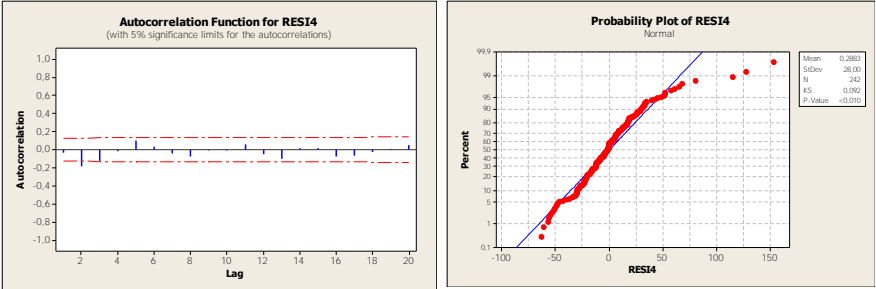 Autocorrelation Function for RESI4
(with 5% significance limits for the autocorrelations)
1,0
0,8
0,6
0,4
0,2
0,0
-0,2
-0,4
-0,6
-0,8
-1,0
Autocorrelation
2 4 6 8 10 12 14 16 18 20
Lag
Probability Plot of RESI4
Normal
99,9
99
95
90
80
70
60
50
40
30
20
10
5
1
0,1
Percent
-100 -50 0 50 100 150
RESI4
Mean 0,2883
StDev 28,00
N 242
KS 0,092
P-Value <0,010